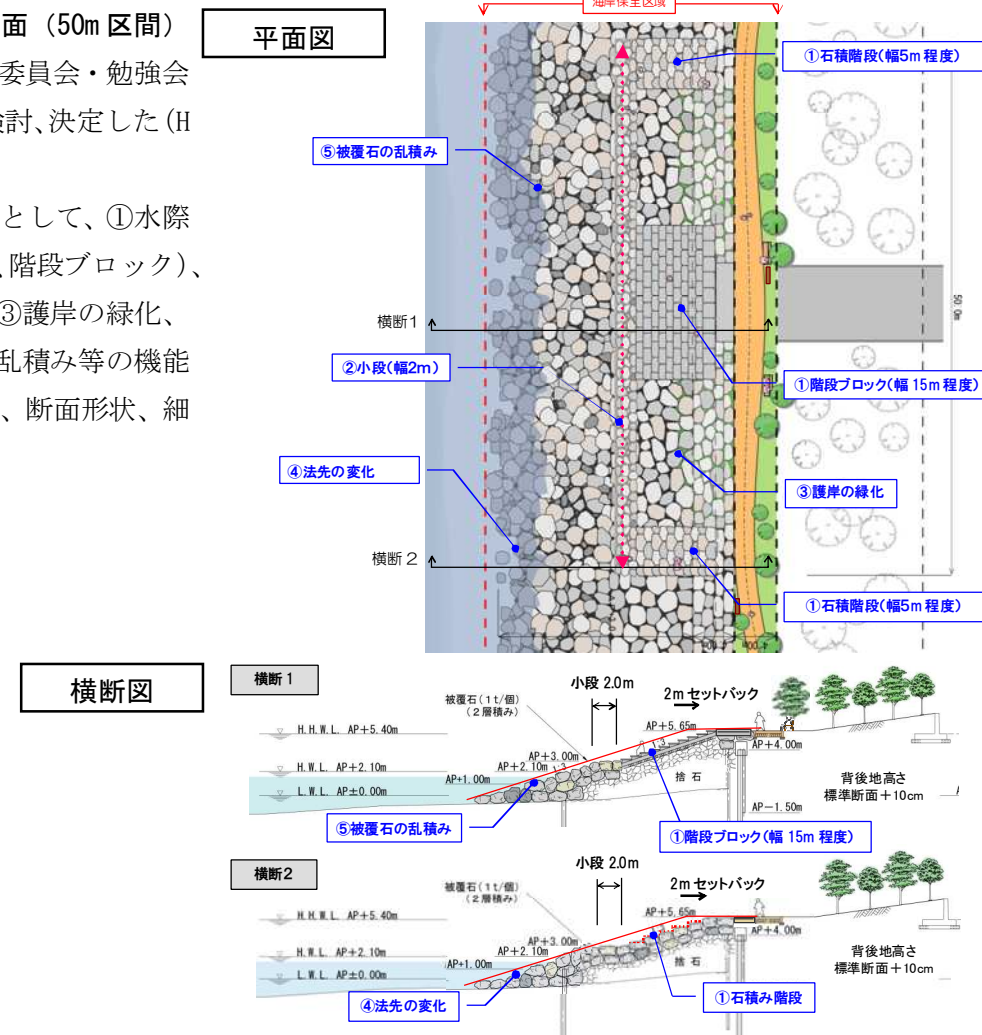 面（50m 区間）
委員会・勉強会
検討、決定した（H
として、①水際
、階段ブロック）、
③護岸の緑化、
乱積み等の機能
、断面形状、細
平面図
海岸保全区域
①石積階段(幅5m 程度)
⑤被覆石の乱積み
横断1
②小段(幅2m)
①階段ブロック(幅 15m 程度)
④法先の変化
③護岸の緑化
横断２
①石積階段(幅5m 程度)
50.0m
横断図
横断１
小段 2.0m
2m セットバック
被覆石(1t/個)
(2層積み)
H.H.W.L. AP+5.40m
AP+5.65m
AP+3.00m
AP+4.00m
H.W.L. AP+2.10m
AP+2.10m
AP+1.00m
L.W.L. AP±0.00m
捨 石
背後地高さ
標準断面＋10cm
AP－1.50m
⑤被覆石の乱積み
①階段ブロック(幅 15m 程度)
横断2
小段 2.0m
2m セットバック
被覆石(1t/個)
(2層積み)
H.H.W.L. AP+5.40m
AP+5.65m
AP+3.00m
AP+4.00m
H.W.L. AP+2.10m
AP+2.10m
AP+1.00m
L.W.L. AP±0.00m
捨 石
背後地高さ
標準断面＋10cm
④法先の変化
①石積み階段